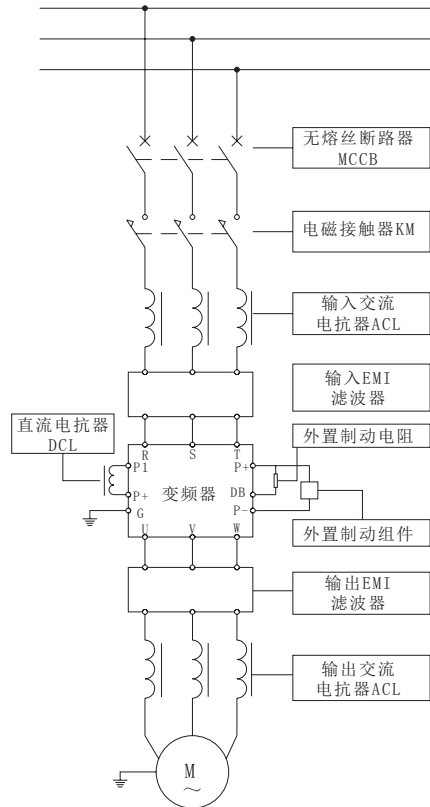 无熔丝断路器
MCCB
电磁接触器KM
输入交流
电抗器ACL
输入EMI
滤波器
直流电抗器
DCL
外置制动电阻
R S T
P1 P+
变频器
P+ DB
G P-
U V W
外置制动组件
输出EMI
滤波器
输出交流
电抗器ACL
M
~